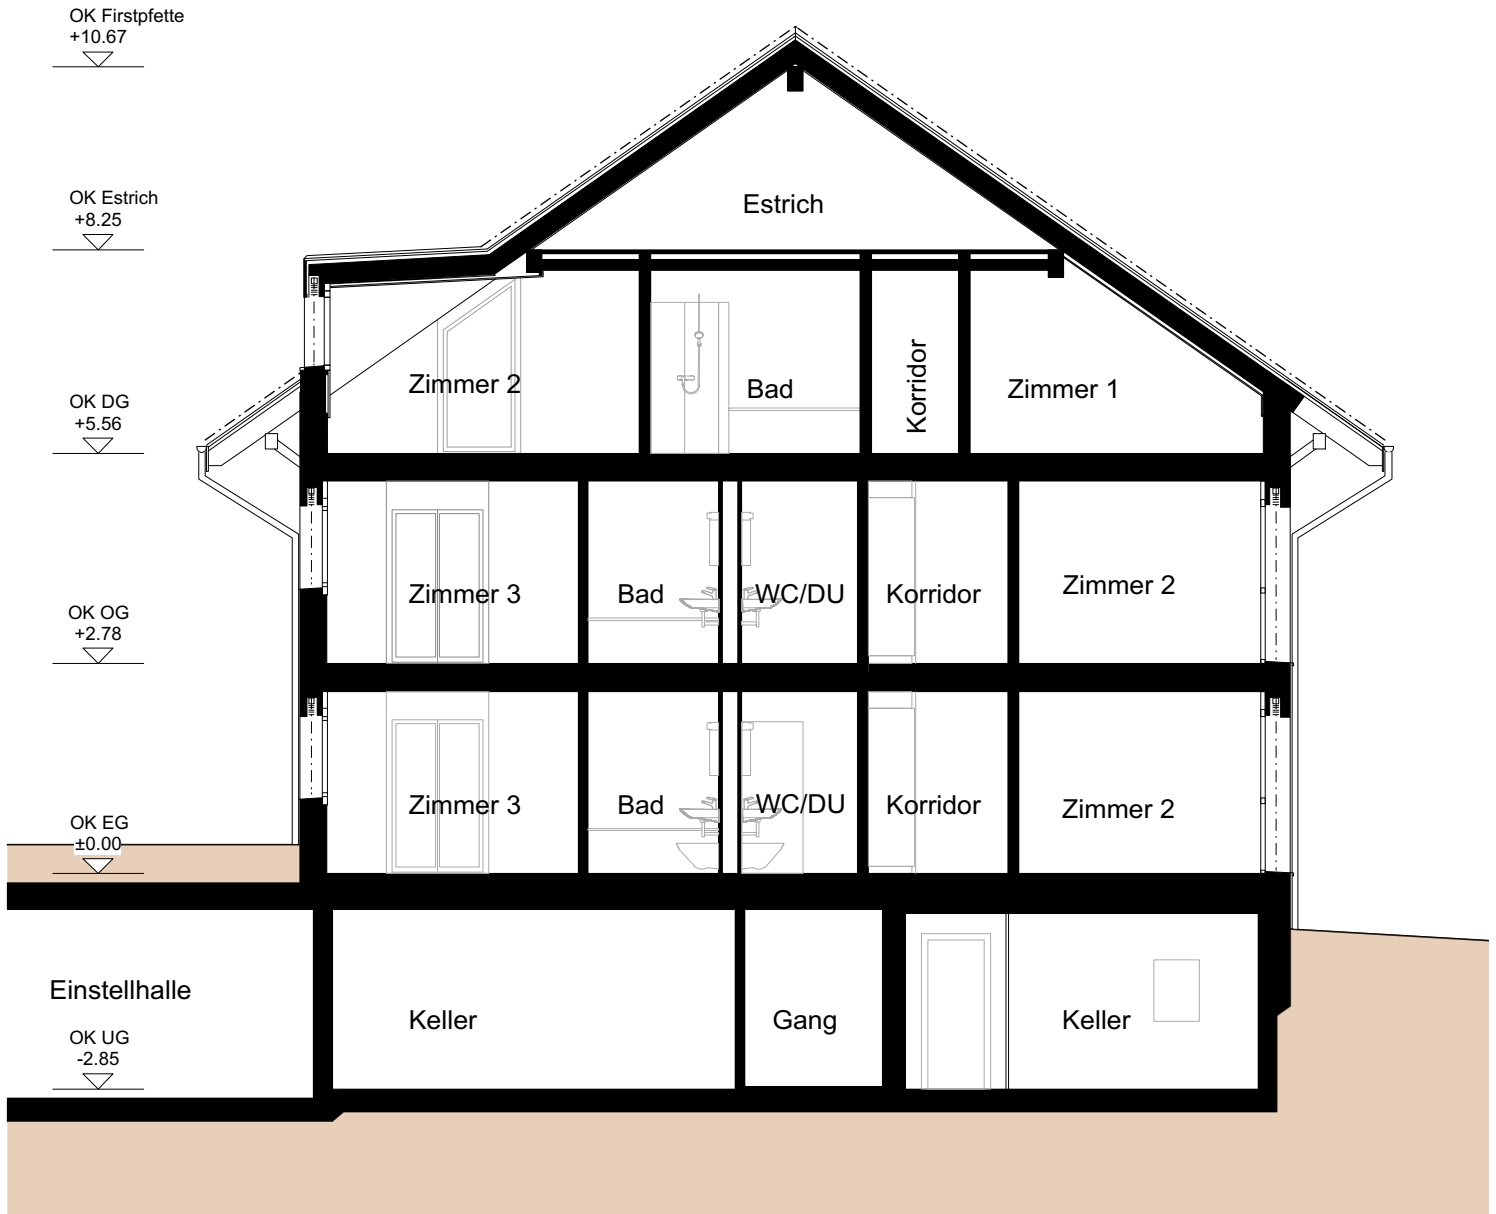 OK Firstpfette
+10.67
OK Estrich
+8.25
Estrich
OK DG
+5.56
Zimmer 2
Bad
Korridor
Zimmer 1
OK OG
+2.78
Zimmer 3
Bad
WC/DU
Korridor
Zimmer 2
OK EG
±0.00
Zimmer 3
Bad
WC/DU
Korridor
Zimmer 2
Einstellhalle
OK UG
-2.85
Keller
Gang
Keller